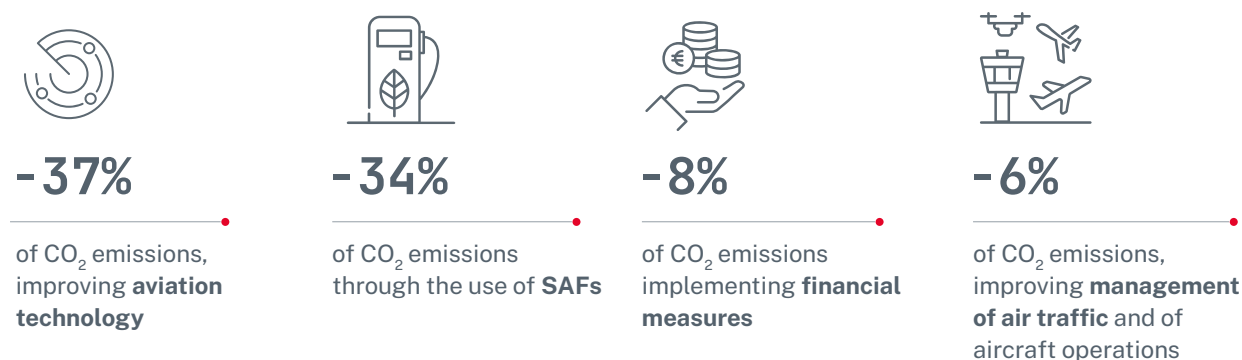 €
-37%
of CO₂ emissions,
improving aviation
technology
-34%
of CO₂ emissions
through the use of SAFs
-8%
of CO₂ emissions
implementing financial
measures
-6%
of CO₂ emissions,
improving management
of air traffic and of
aircraft operations